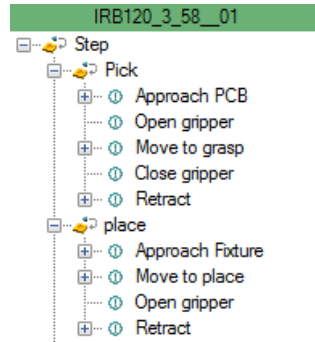 IRB120_3_58__01
Step
Pick
Approach PCB
Open gripper
Move to grasp
Close gripper
Retract
place
Approach Fixture
Move to place
Open gripper
Retract